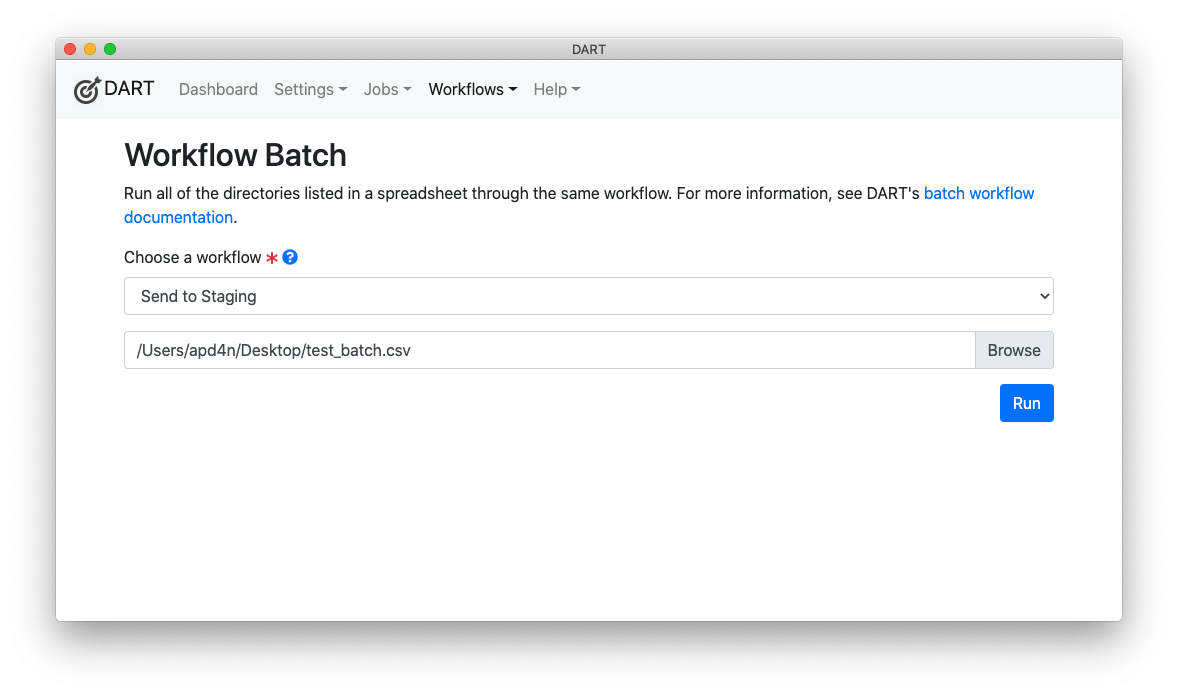 DART
DART Dashboard Settings Jobs Workflows Help
Workflow Batch
Run all of the directories listed in a spreadsheet through the same workflow. For more information, see DART's batch workflow
documentation.
Choose a workflow * ?
Send to Staging
/Users/apd4n/Desktop/test_batch.csv Browse
Run